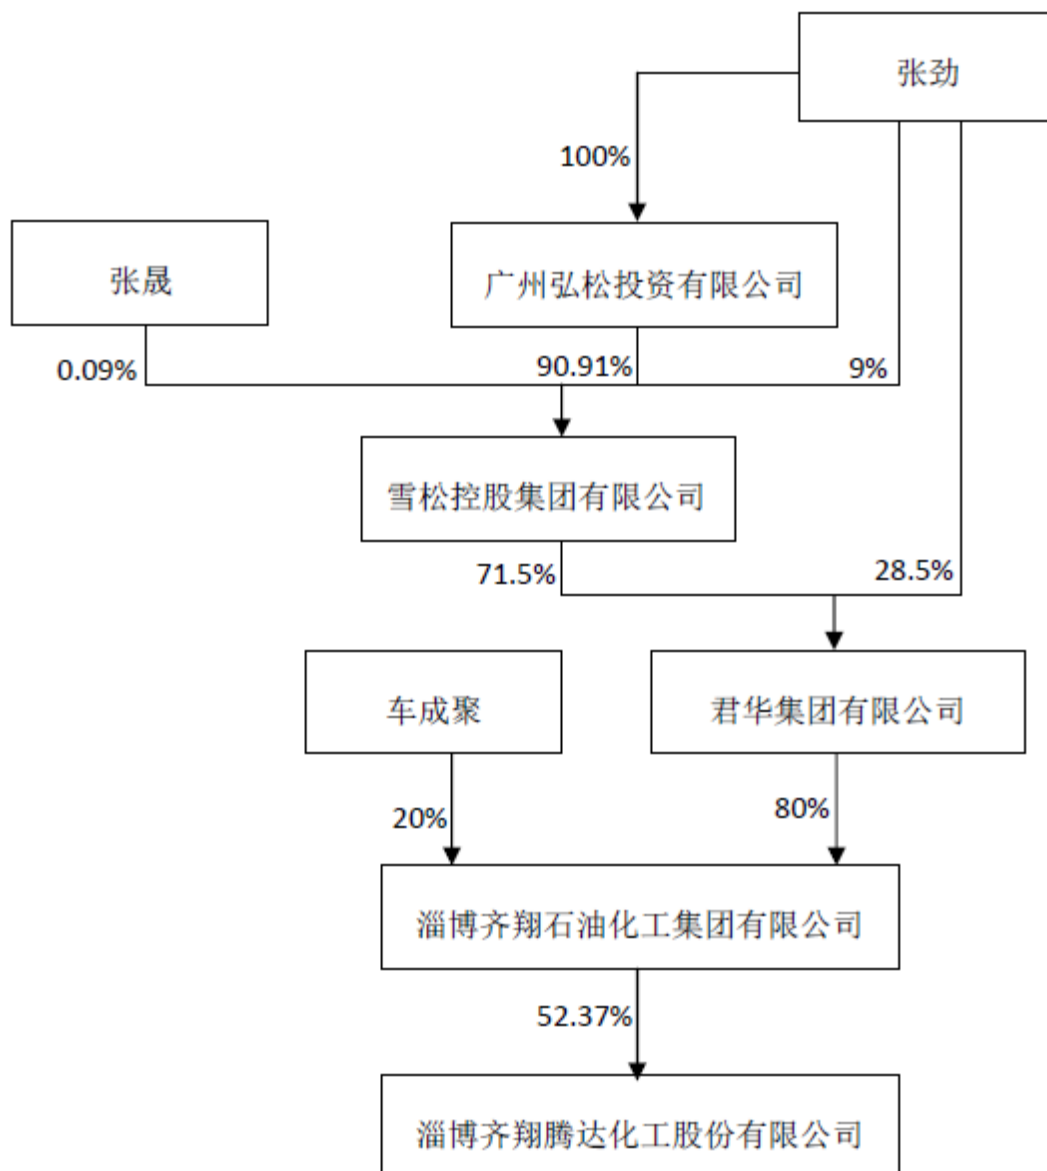 张劲
100%
张晟
广州弘松投资有限公司
0.09%
90.91%
9%
雪松控股集团有限公司
71.5%
28.5%
车成聚
君华集团有限公司
20%
80%
淄博齐翔石油化工集团有限公司
52.37%
淄博齐翔腾达化工股份有限公司